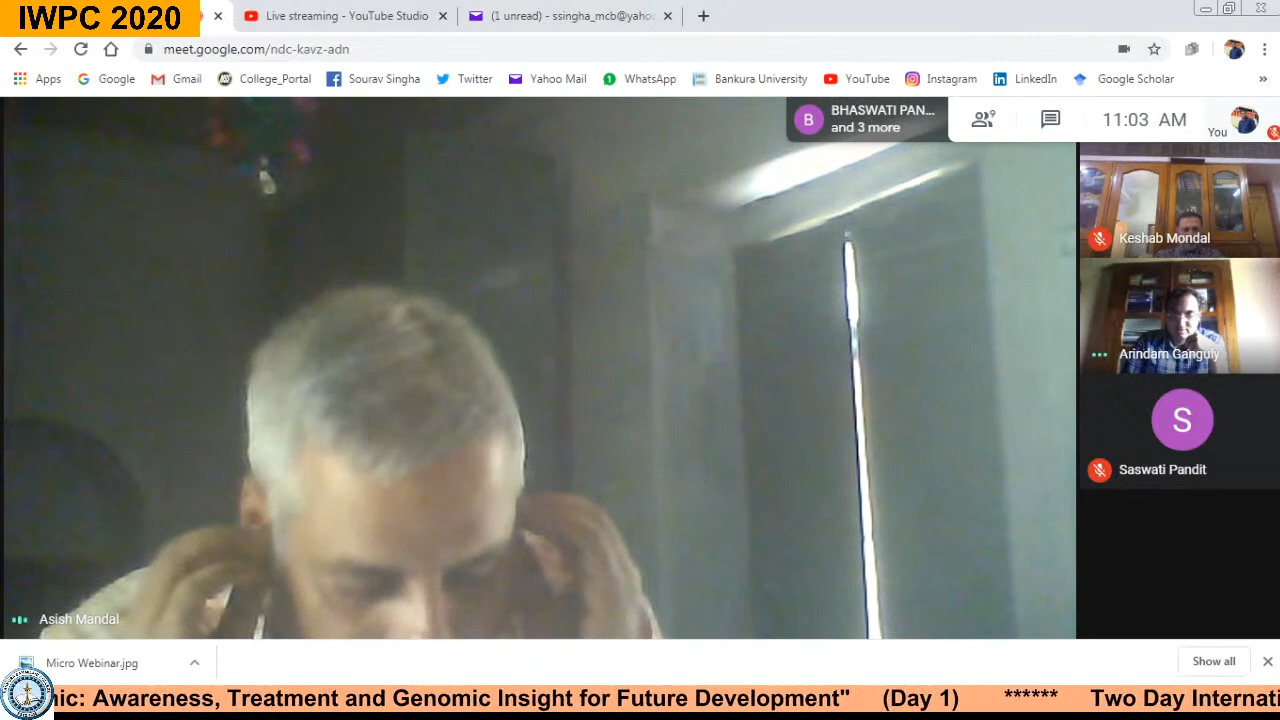 IWPC 2020
Live streaming - YouTube Studio
(1 unread) - ssingha_mcb@yahoo
meet.google.com/ndc-kavz-adn
Apps
Google
Gmail
College_Portal
Sourav Singha
Twitter
Yahoo Mail
WhatsApp
Bankura University
YouTube
Instagram
LinkedIn
Google Scholar
B
BHASWATI PAN...
and 3 more
9
11:03 AM
You
Keshab Mondal
Arindam Ganguly
S
Saswati Pandit
Asish Mandal
Micro Webinar.jpg
Show all
nic: Awareness, Treatment and Genomic Insight for Future Development" (Day 1) ****** Two Day Internati